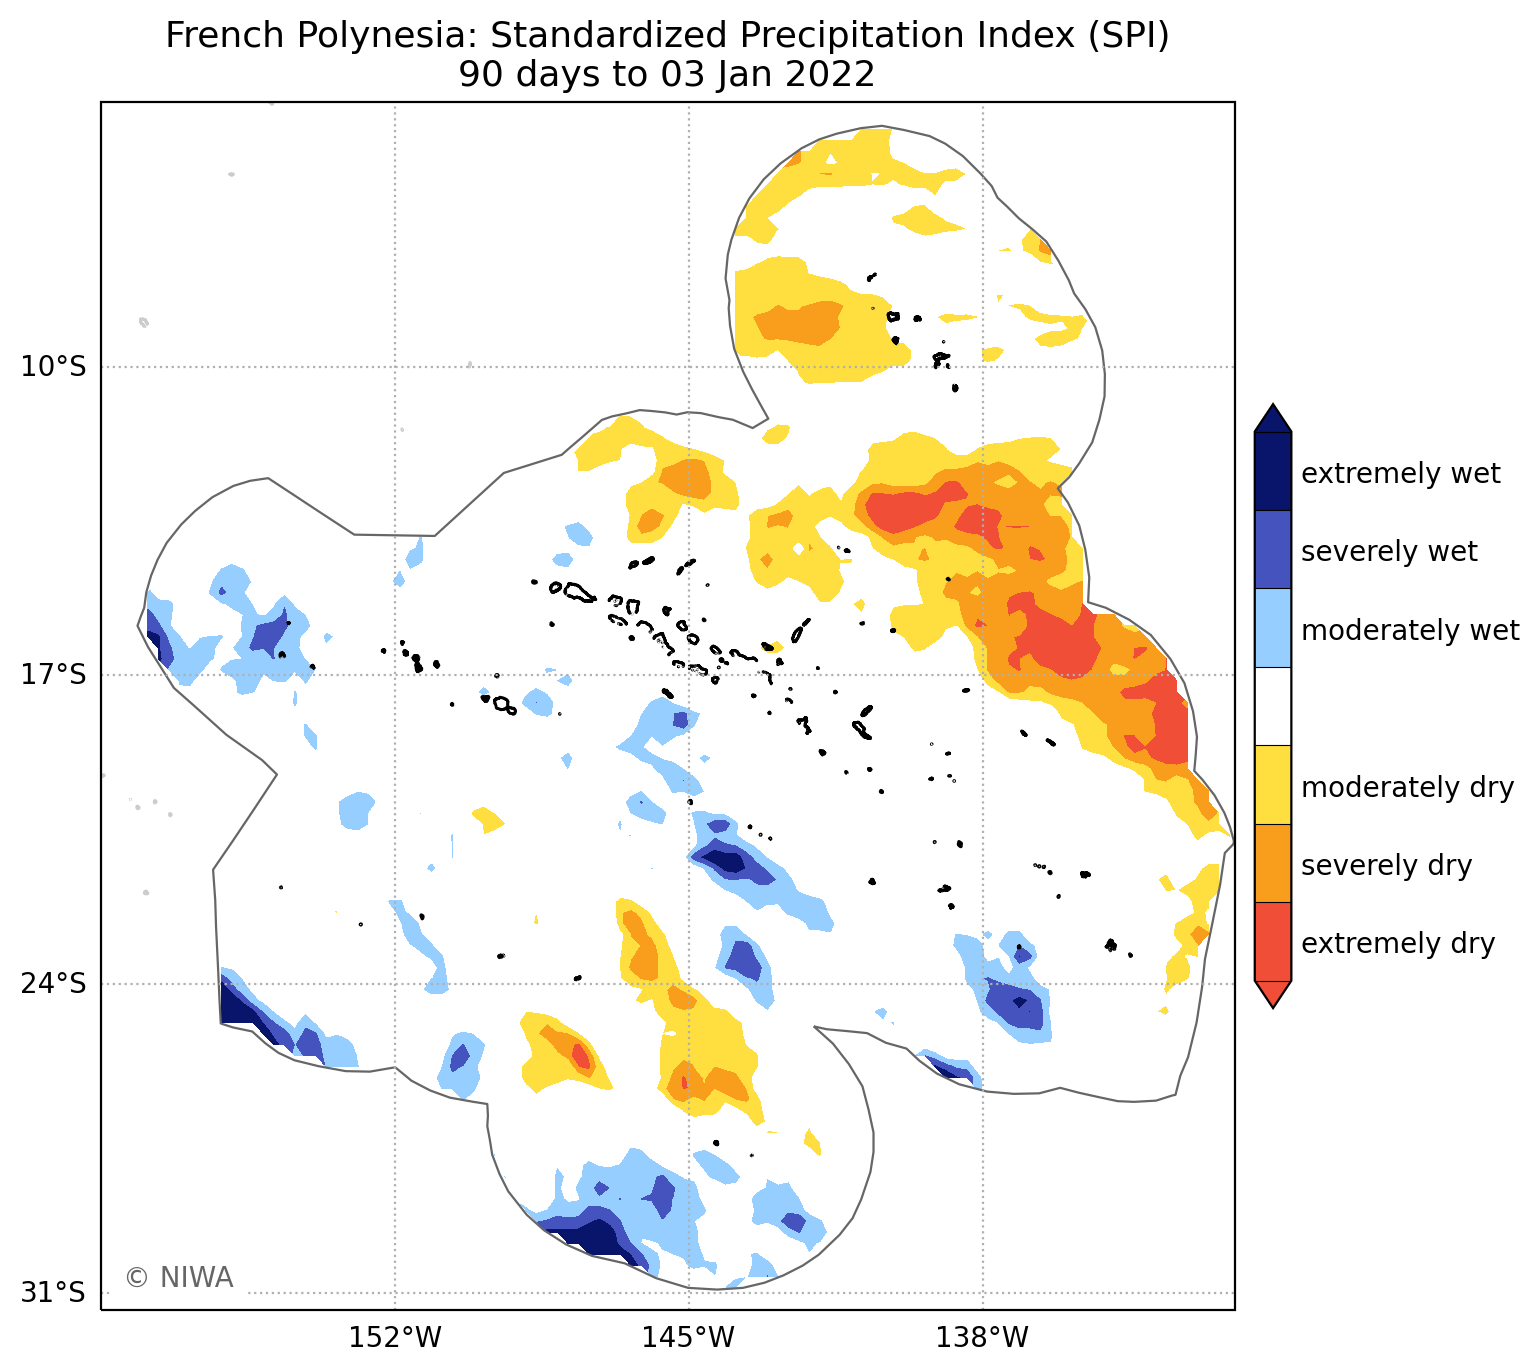 French Polynesia: Standardized Precipitation Index (SPI)
90 days to 03 Jan 2022
10°S
17°S
24°S
31°S
152°W
145°W
138°W
© NIWA
extremely wet
severely wet
moderately wet
moderately dry
severely dry
extremely dry